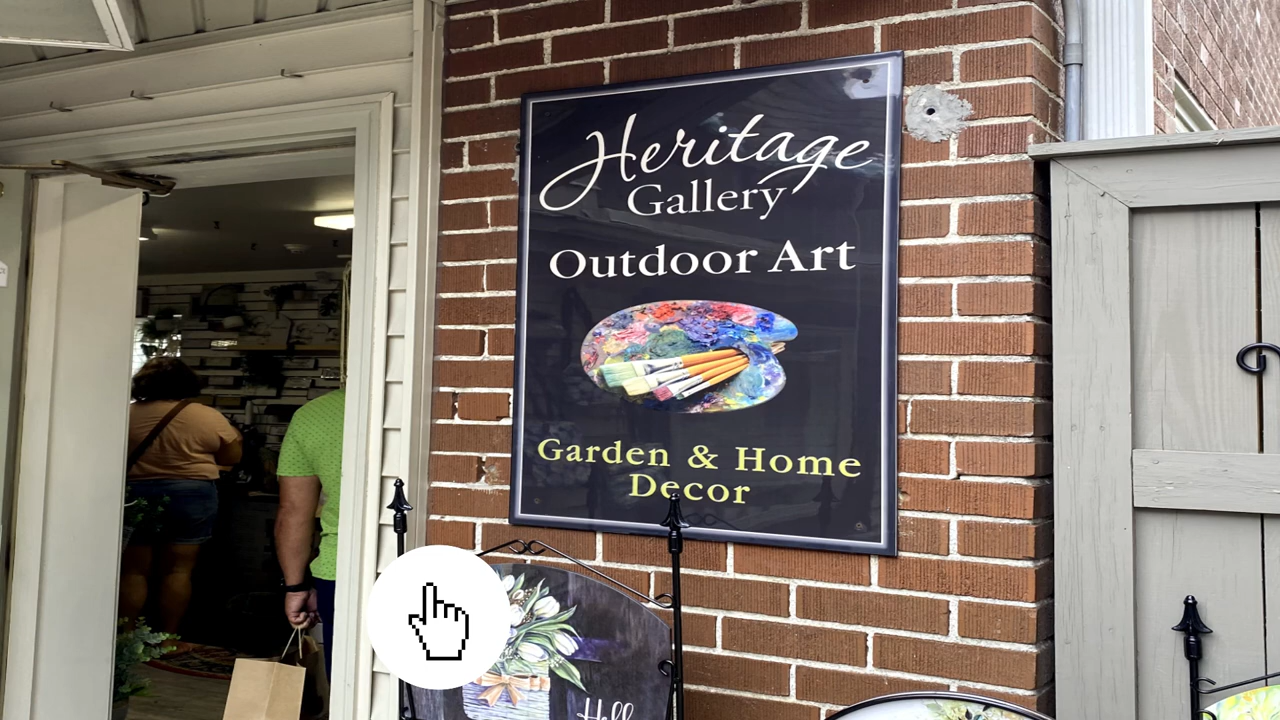 Heritage
Gallery
Outdoor Art
Garden & Home
Decor